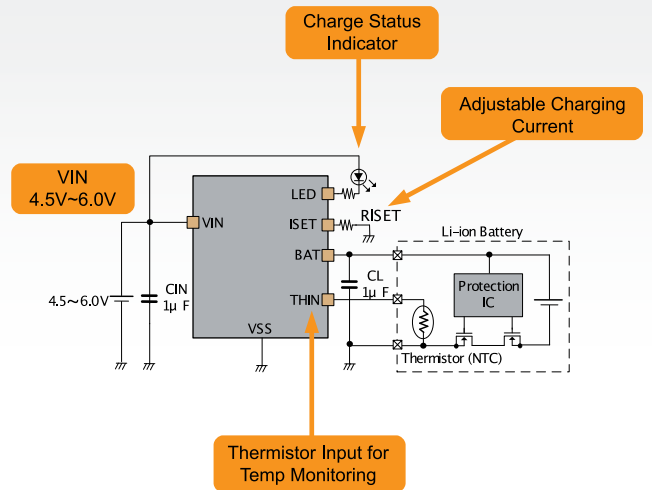 Charge Status
Indicator
Adjustable Charging
Current
VIN
4.5V~6.0V
LED
VIN
ISET
RISET
Li-ion Battery
BAT
CIN
1μ F
4.5～6.0V
CL
1μ F
THIN
Protection
IC
VSS
Thermistor (NTC)
Thermistor Input for
Temp Monitoring